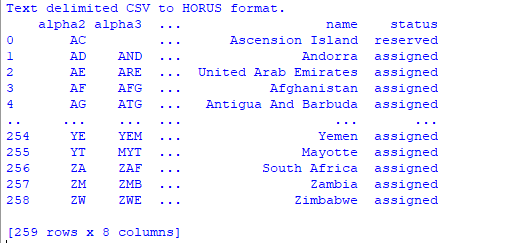 Text delimited CSV to HORUS format.
alpha2 alpha3 ... name status
0 AC ... Ascension Island reserved
1 AD AND ... Andorra assigned
2 AE ARE ... United Arab Emirates assigned
3 AF AFG ... Afghanistan assigned
4 AG ATG ... Antigua And Barbuda assigned
.. ... ... ... ... ...
254 YE YEM ... Yemen assigned
255 YT MYT ... Mayotte assigned
256 ZA ZAF ... South Africa assigned
257 ZM ZMB ... Zambia assigned
258 ZW ZWE ... Zimbabwe assigned
[259 rows x 8 columns]